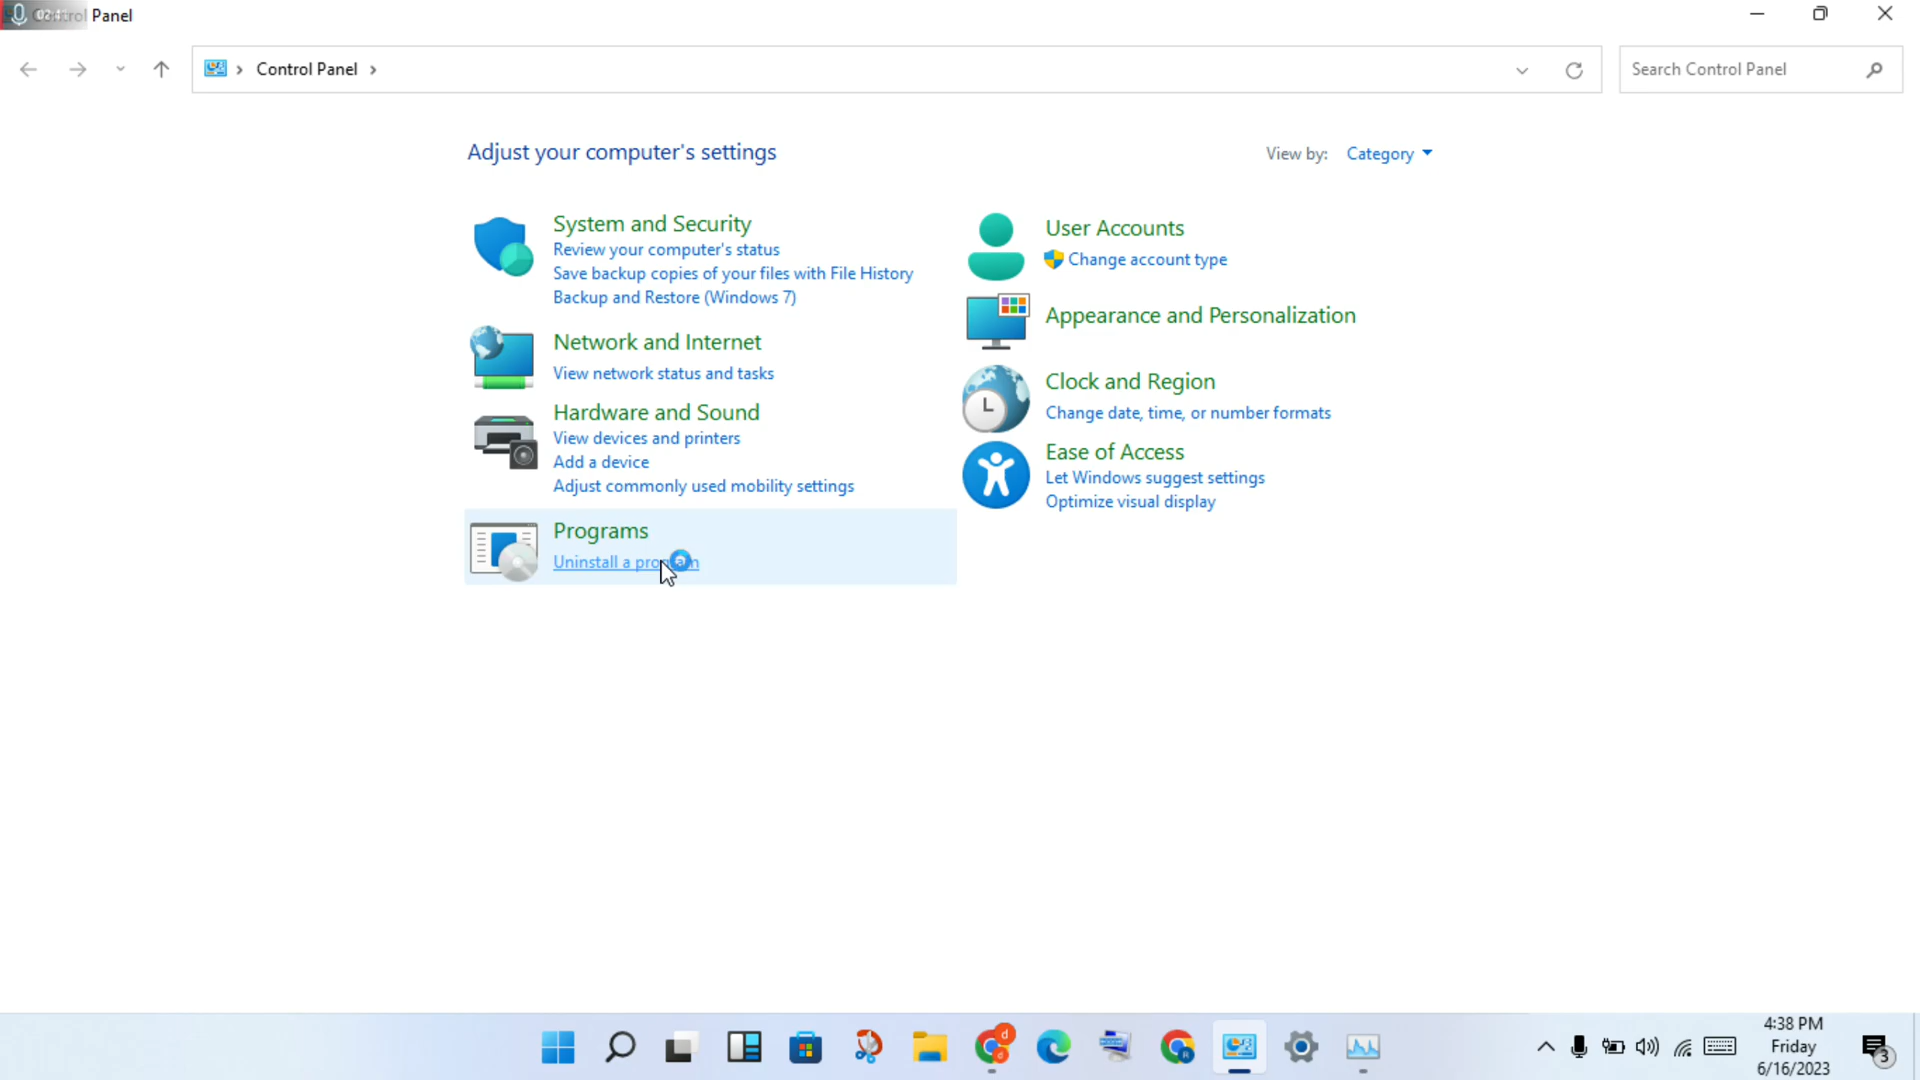 Control Panel
Control Panel
Search Control Panel
Adjust your computer's settings
View by: Category
System and Security
Review your computer's status
Save backup copies of your files with File History
Backup and Restore (Windows 7)
Network and Internet
View network status and tasks
Hardware and Sound
View devices and printers
Add a device
Adjust commonly used mobility settings
Programs
Uninstall a program
User Accounts
Change account type
Appearance and Personalization
Clock and Region
Change date, time, or number formats
Ease of Access
Let Windows suggest settings
Optimize visual display
d
d
R
4:38 PM
Friday
6/16/2023
3